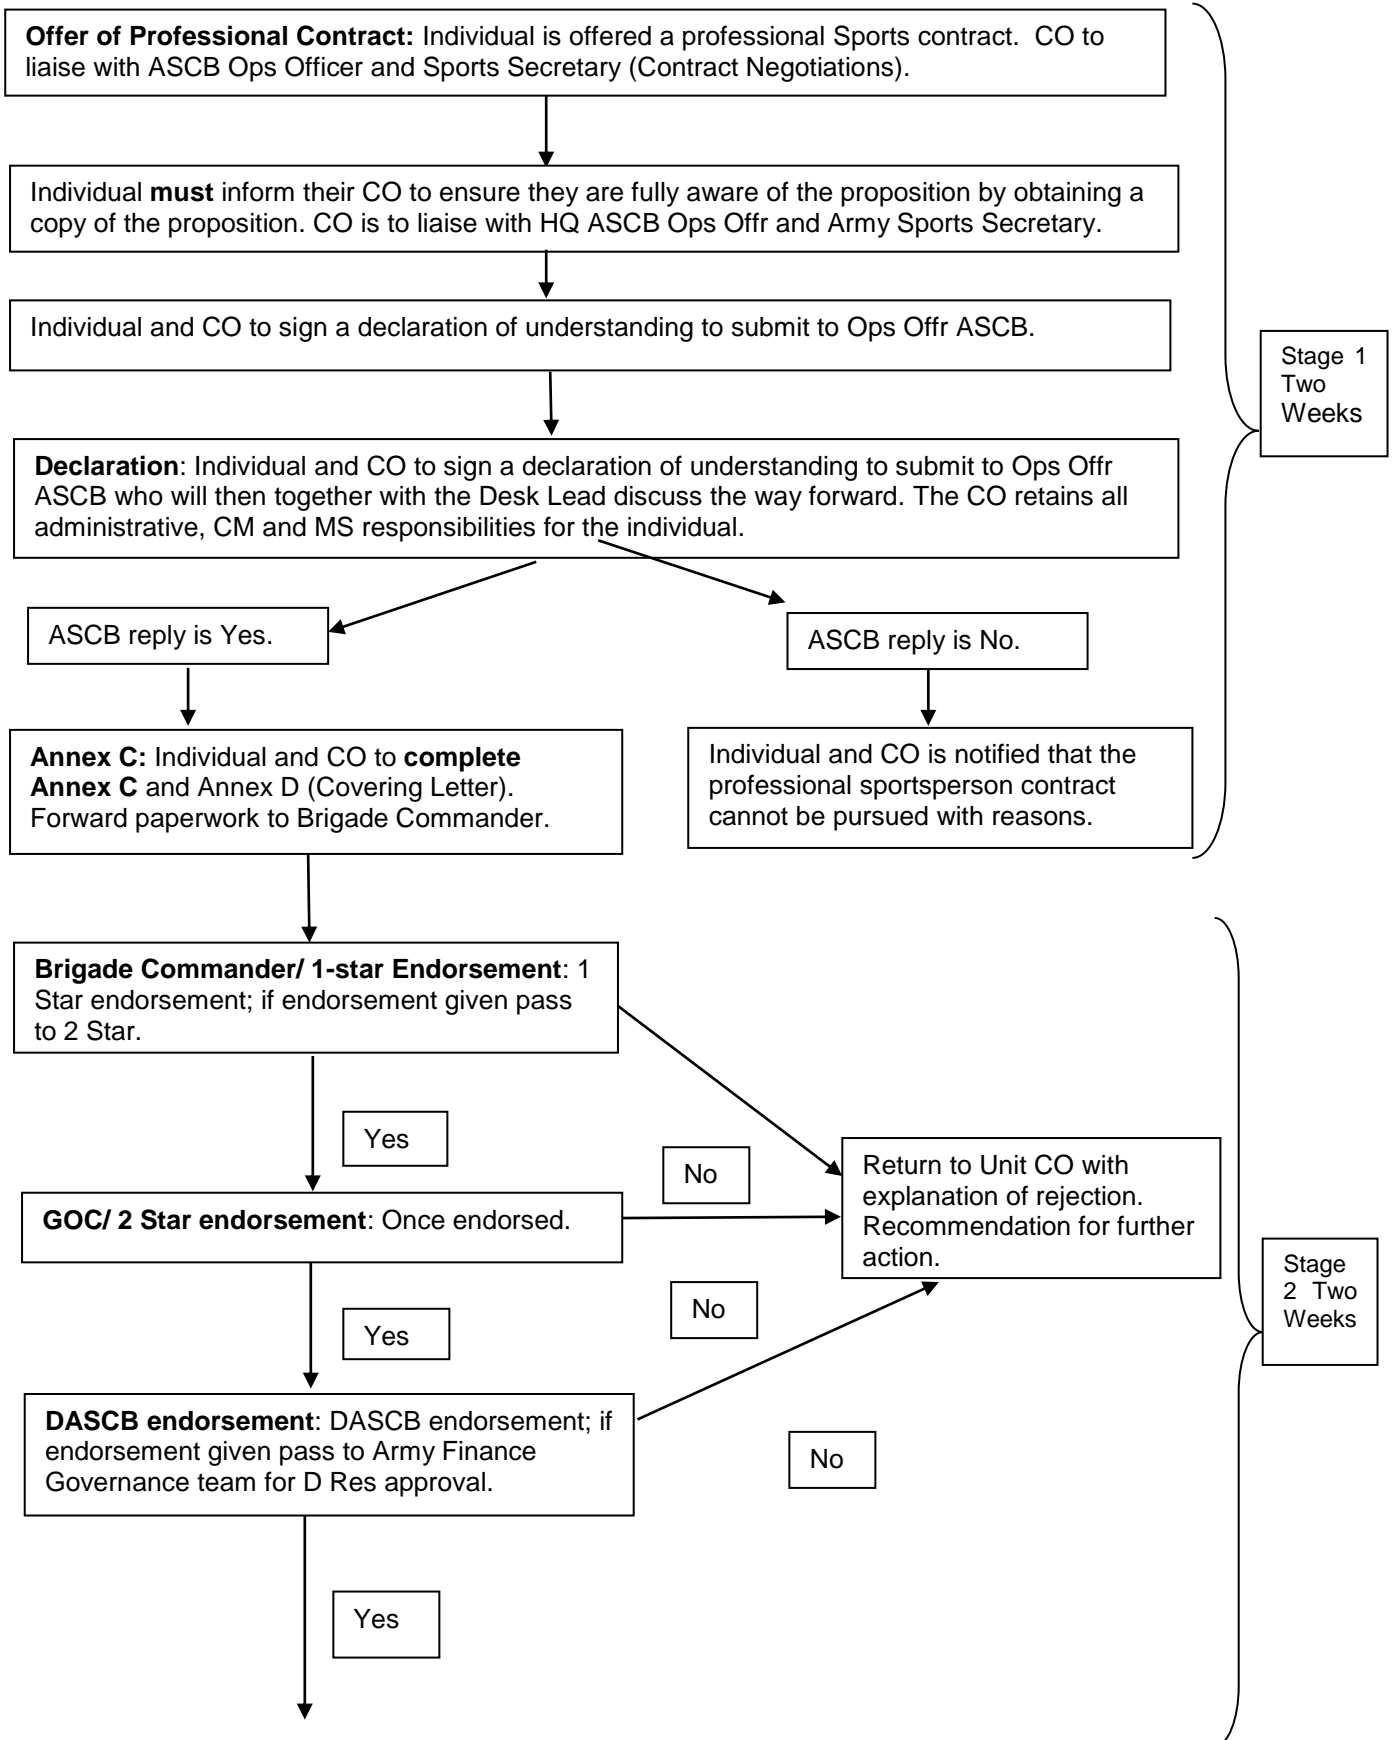 Offer of Professional Contract: Individual is offered a professional Sports contract.  CO to
liaise with ASCB Ops Officer and Sports Secretary (Contract Negotiations).
Individual must inform their CO to ensure they are fully aware of the proposition by obtaining a
copy of the proposition. CO is to liaise with HQ ASCB Ops Offr and Army Sports Secretary.
Individual and CO to sign a declaration of understanding to submit to Ops Offr ASCB.
Stage 1
Two
Weeks
Declaration: Individual and CO to sign a declaration of understanding to submit to Ops Offr
ASCB who will then together with the Desk Lead discuss the way forward. The CO retains all
administrative, CM and MS responsibilities for the individual.
ASCB reply is Yes.
ASCB reply is No.
Annex C: Individual and CO to complete
Annex C and Annex D (Covering Letter).
Forward paperwork to Brigade Commander.
Individual and CO is notified that the
professional sportsperson contract
cannot be pursued with reasons.
Brigade Commander/ 1-star Endorsement: 1
Star endorsement; if endorsement given pass
to 2 Star.
Yes
No
Return to Unit CO with
explanation of rejection.
Recommendation for further
action.
GOC/ 2 Star endorsement: Once endorsed.
Stage
2 Two
Weeks
No
Yes
DASCB endorsement: DASCB endorsement; if
endorsement given pass to Army Finance
Governance team for D Res approval.
No
Yes